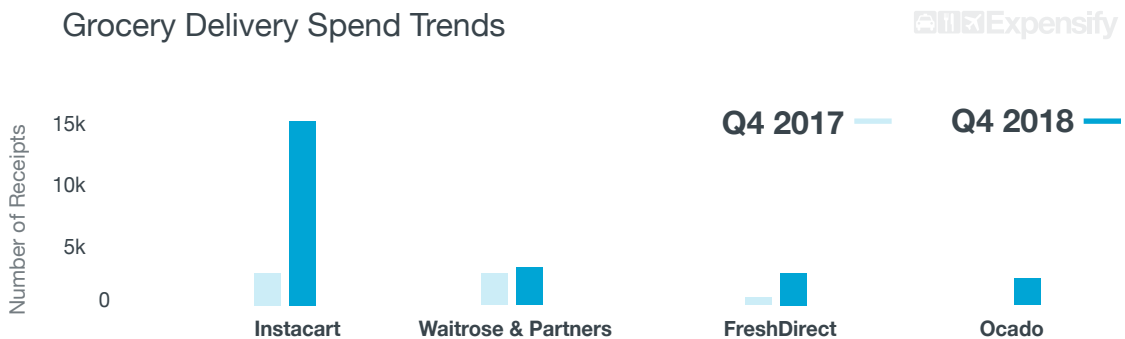 Grocery Delivery Spend Trends
Expensify
Number of Receipts
15k
10k
5k
0
Q4 2017
Q4 2018
Instacart
Waitrose & Partners
FreshDirect
Ocado